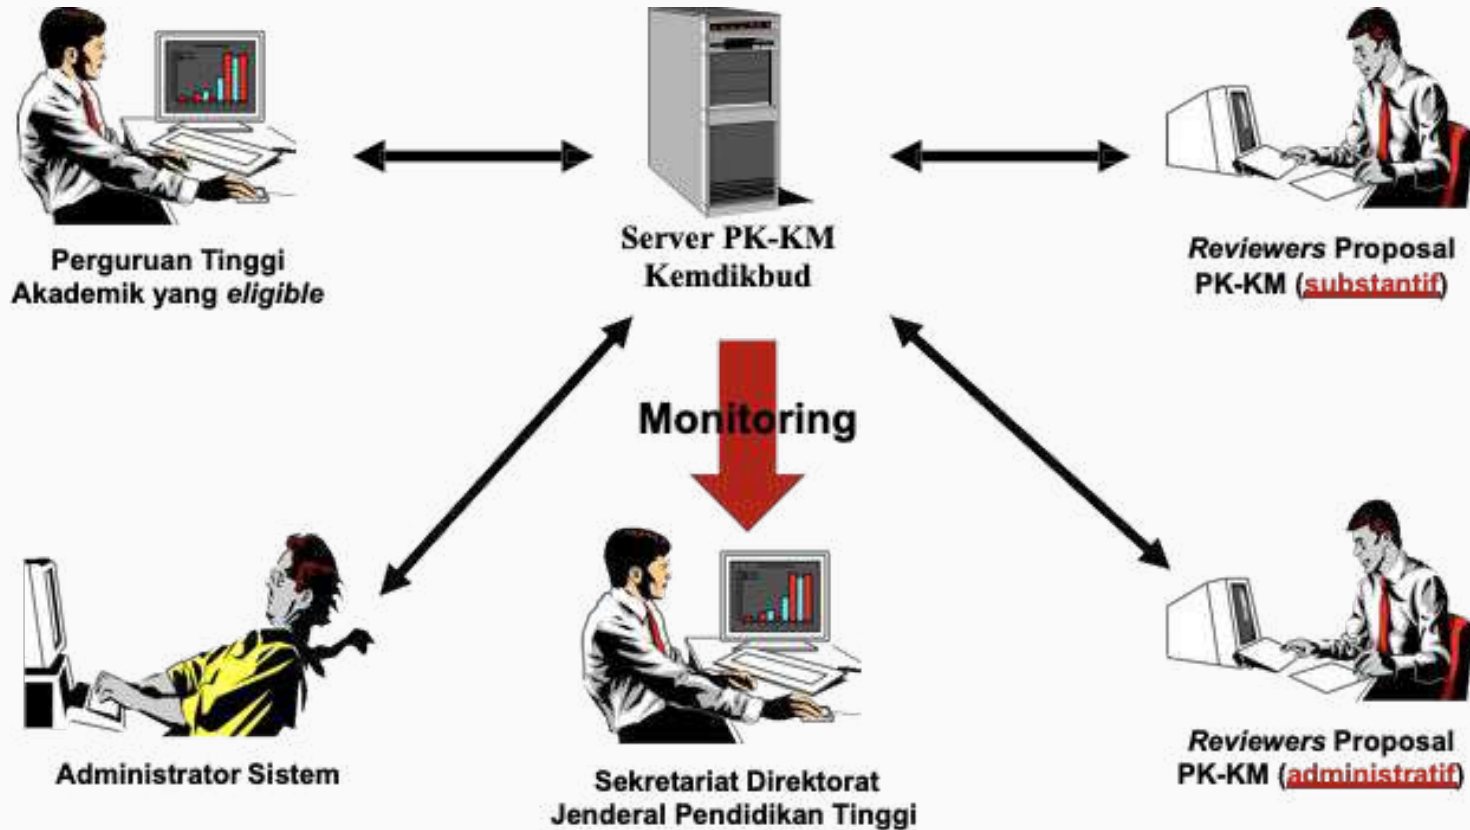 Perguruan Tinggi
Akademik yang eligible
Server PK-KM
Kemdikbud
Reviewers Proposal
PK-KM (substantif)
Monitoring
Administrator Sistem
Sekretariat Direktorat
Jenderal Pendidikan Tinggi
Reviewers Proposal
PK-KM (administratif)